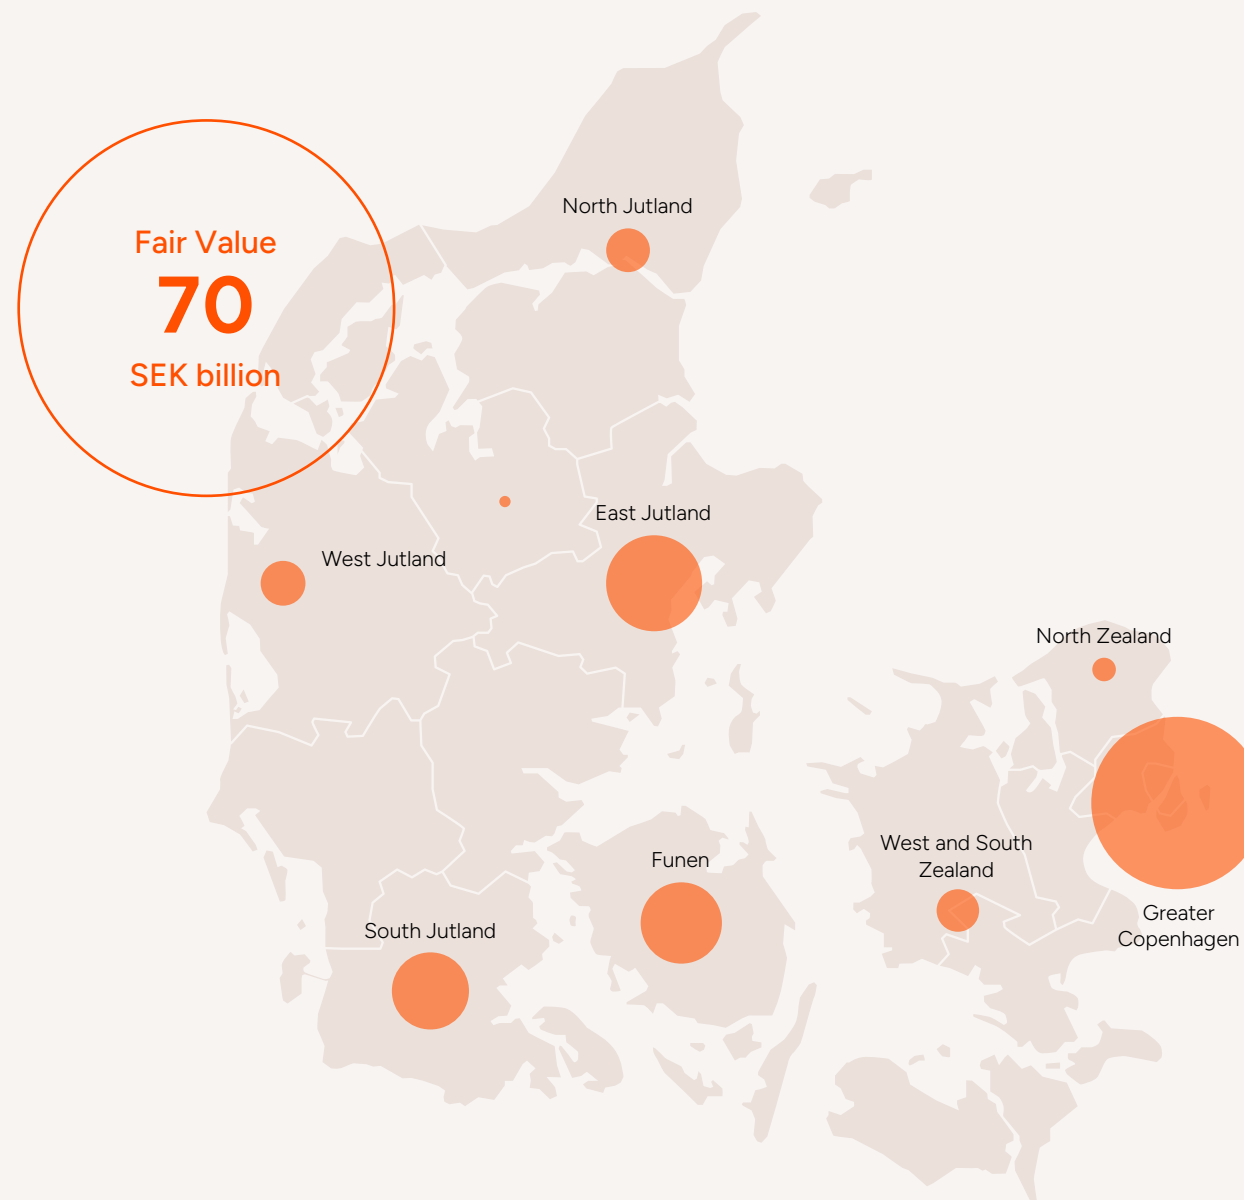 Fair Value
70
SEK billion
North Jutland
East Jutland
West Jutland
North Zealand
West and South
Zealand
Funen
Greater
Copenhagen
South Jutland